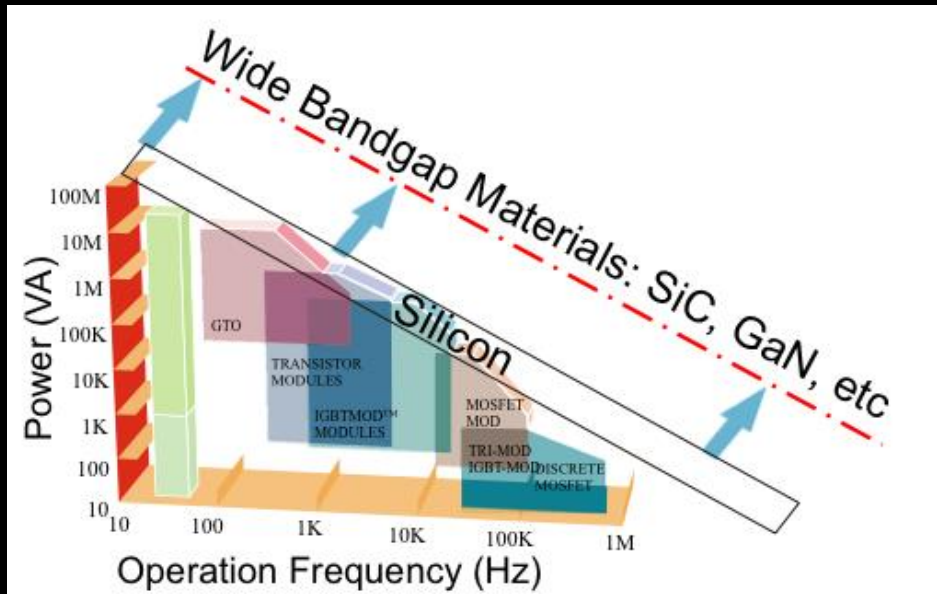 Wide Bandgap Materials: SiC, GaN, etc
Silicon
Power (VA)
100M
10M
1M
100K
10K
1K
100
10
GTO
TRANSISTOR
MODULES
IGBTMOD™
MODULES
MOSFET
MOD
TRI-MOD
IGBT-MOD
DISCRETE
MOSFET
10
100
1K
10K
100K
1M
Operation Frequency (Hz)